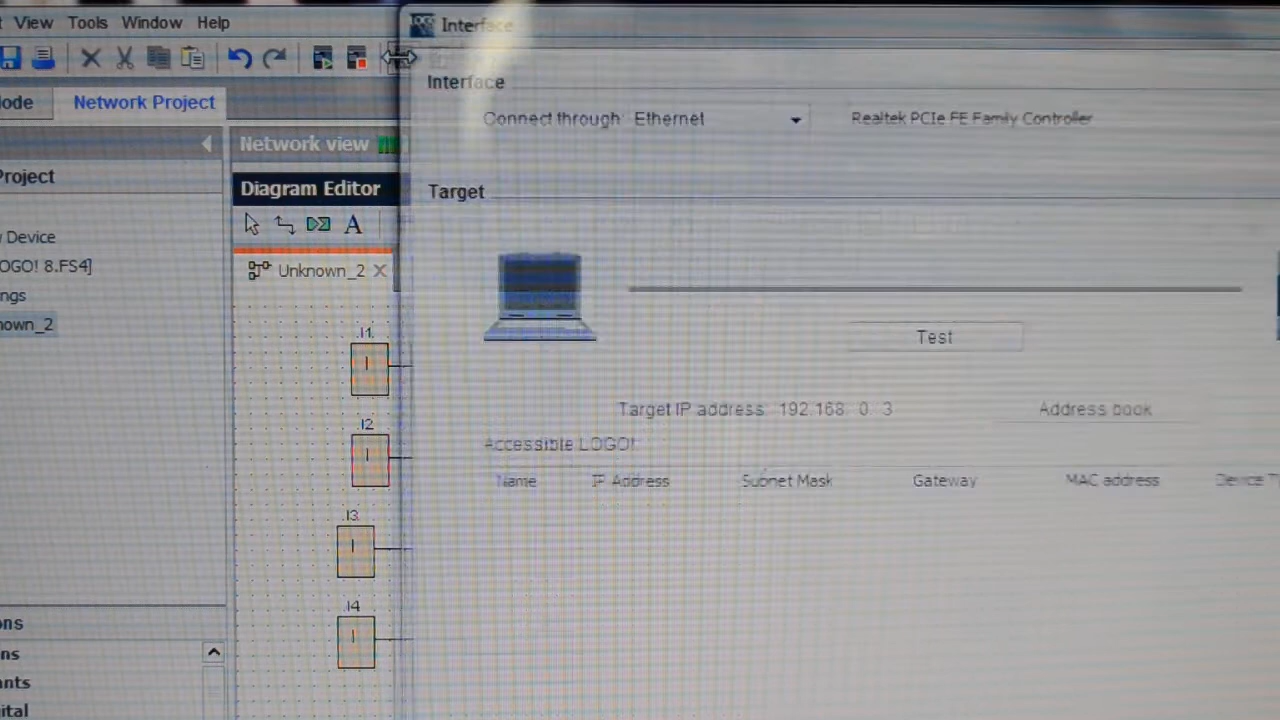 View Tools Window Help
Interface
Interface
Network Project
Connect through Ethernet Realtek PCIe FE Family Controller
Network view
Project
Target
Diagram Editor
Device
OGO! 8.FS4]
Unknown_2
ngs
nown_2
I1
Test
Target IP address 192.168. 0. 3 Address book
I2
Accessible LOGO!
Name IP Address Subnet Mask Gateway MAC address Device T
I3
I4
ons
ns
ants
ital